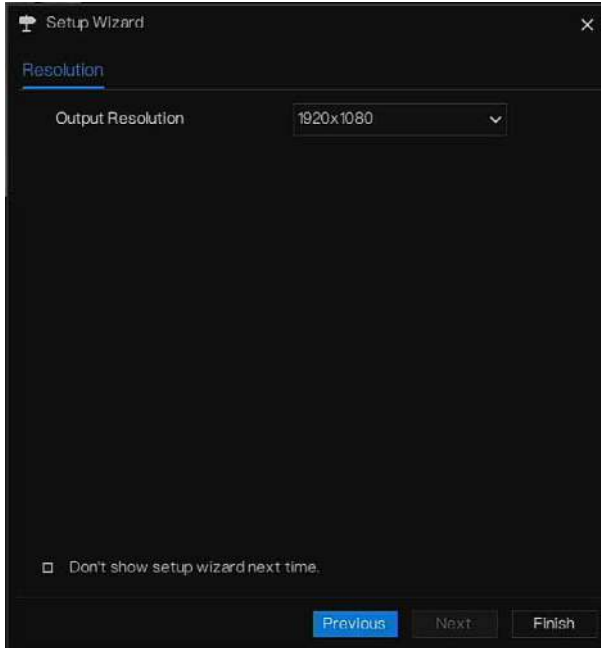 Setup Wizard
Resolution
Output Resolution 1920x1080
Don't show setup wizard next time.
Previous Next Finish